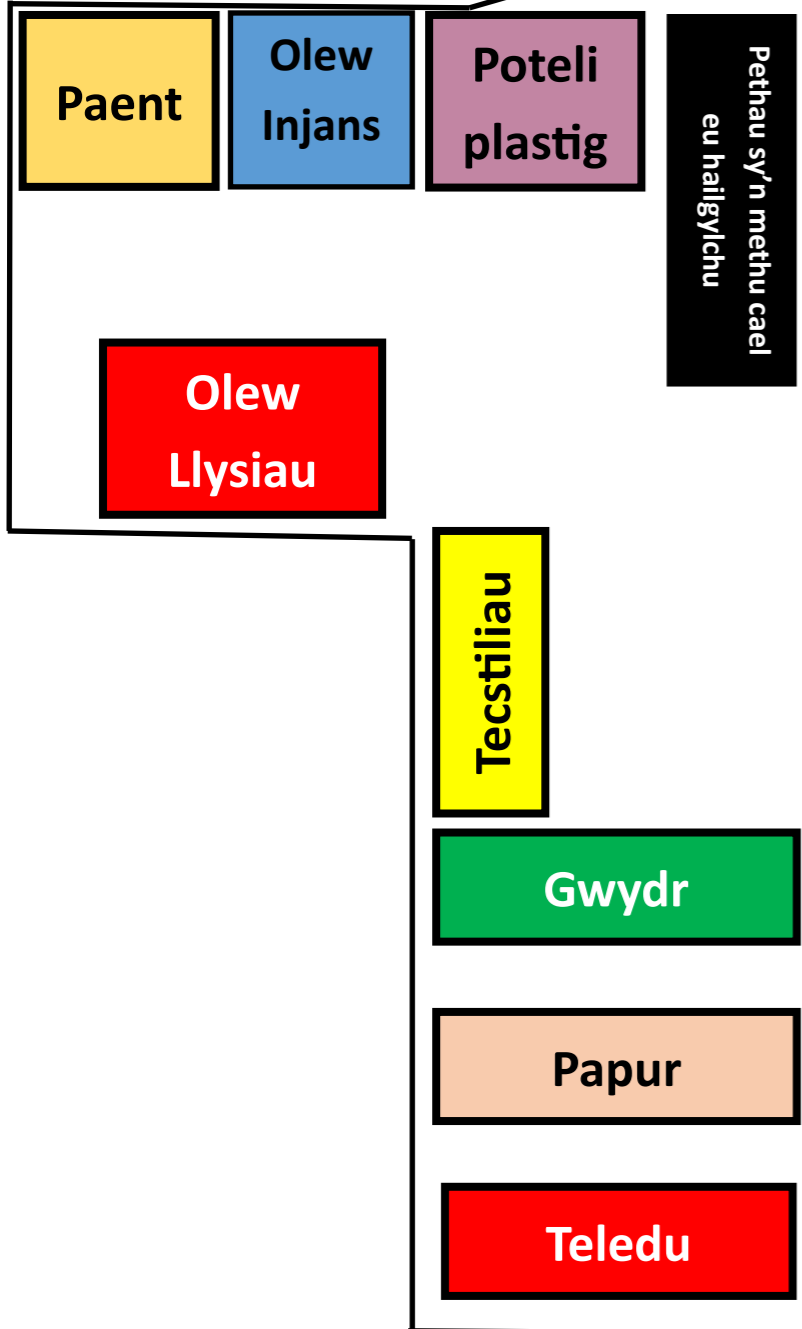 Paent
Olew
Injans
Poteli
plastig
Pethau sy’n methu cael
eu hailgylchu
Olew
Llysiau
Tecstiliau
Gwydr
Papur
Teledu